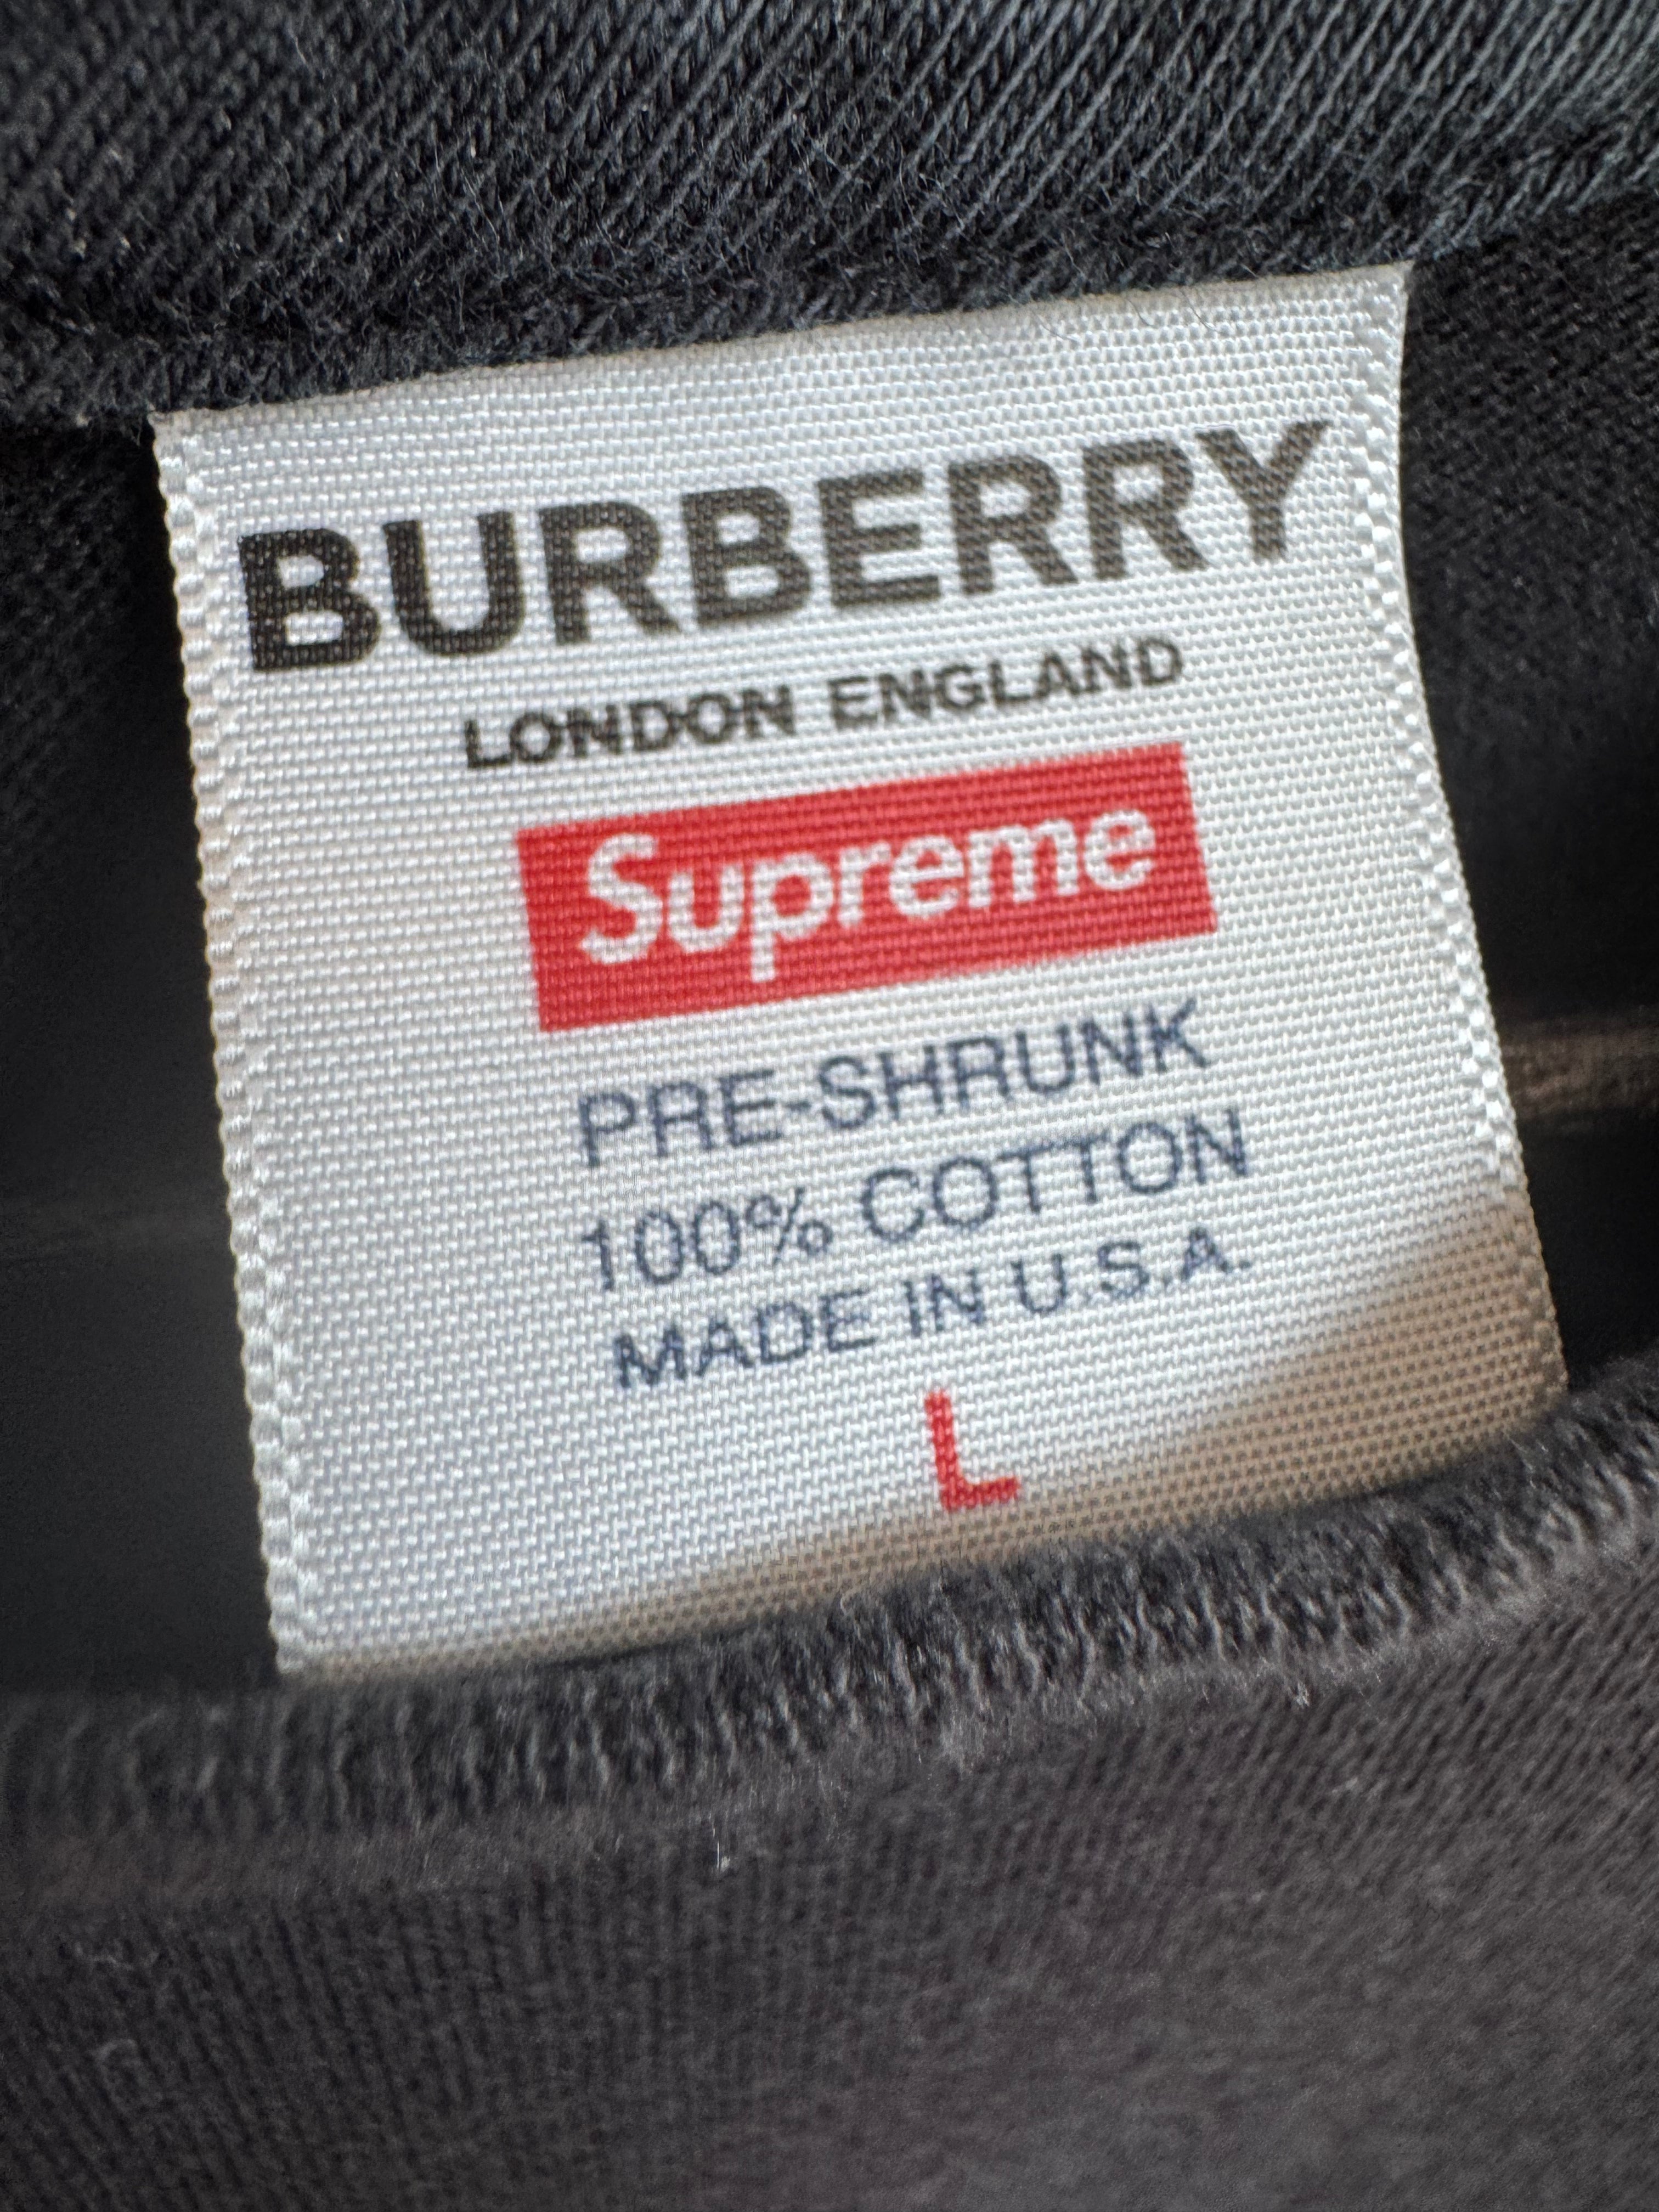 BURBERRY
LONDON ENGLAND
Supreme
PRE-SHRUNK
100% COTTON
MADE IN U.S.A.
L